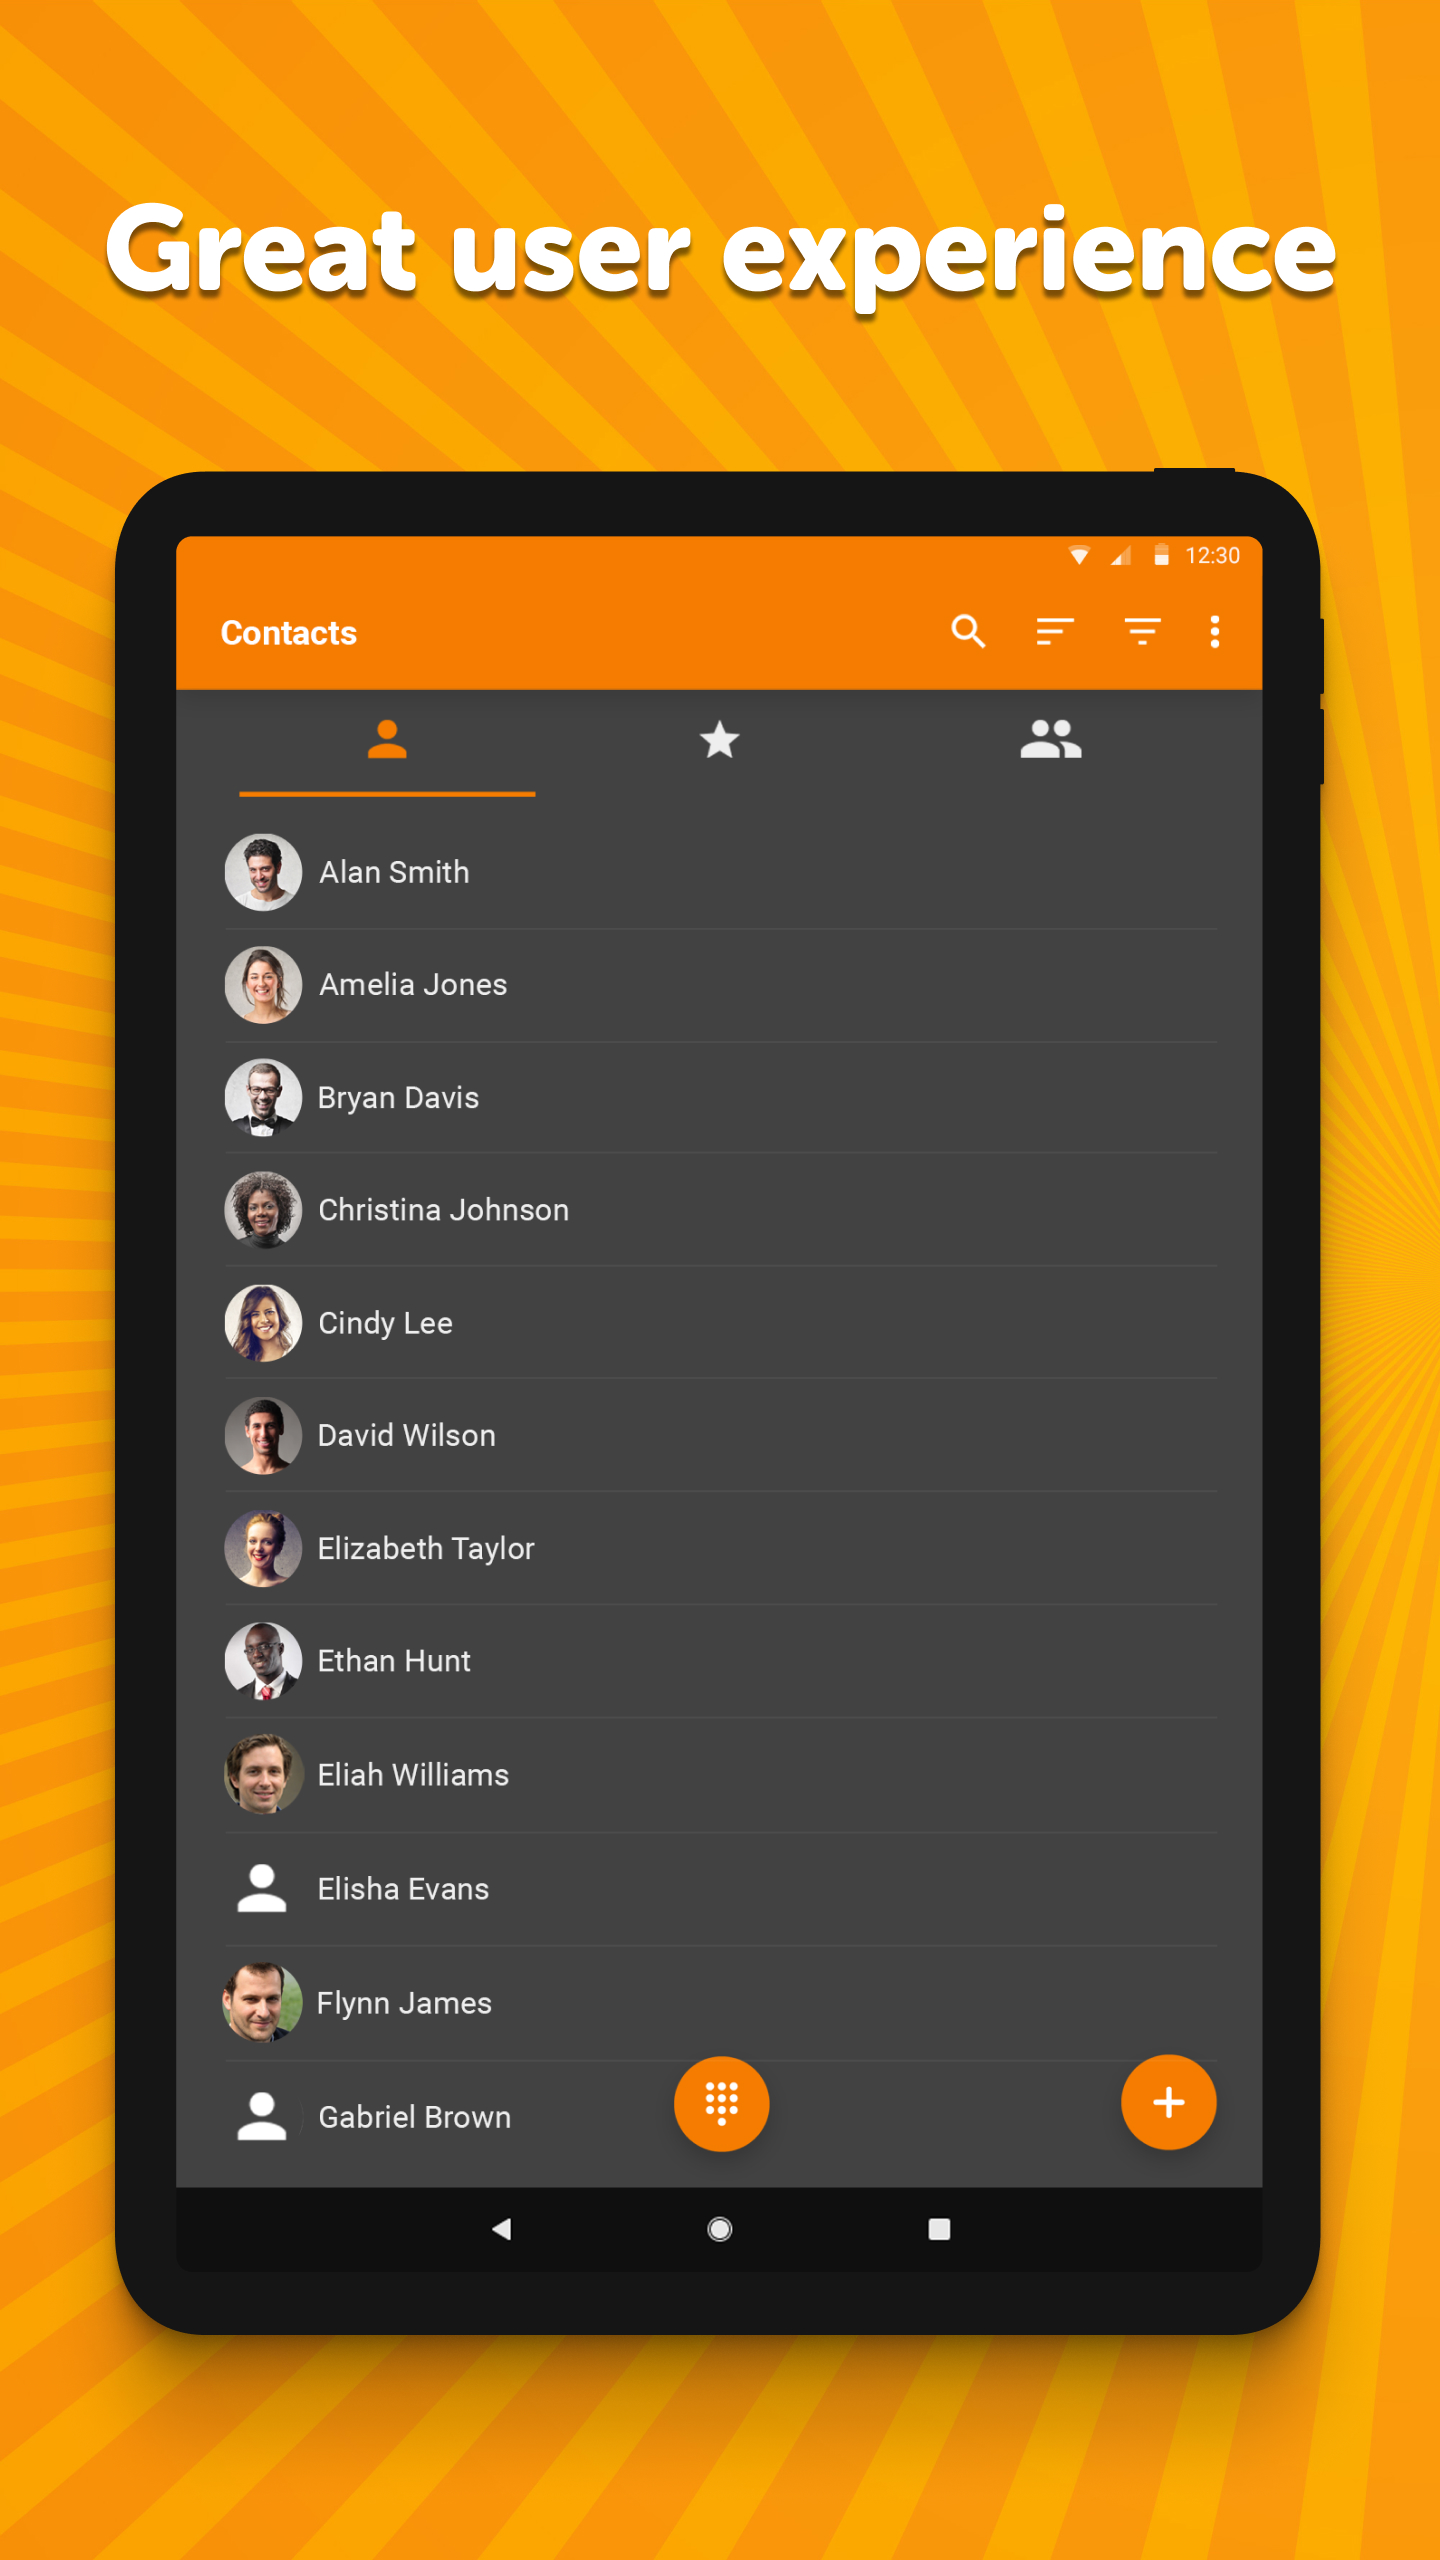 Great user experience
12:30
Contacts
Alan Smith
Amelia Jones
Bryan Davis
Christina Johnson
Cindy Lee
David Wilson
Elizabeth Taylor
Ethan Hunt
Eliah Williams
Elisha Evans
Flynn James
Gabriel Brown